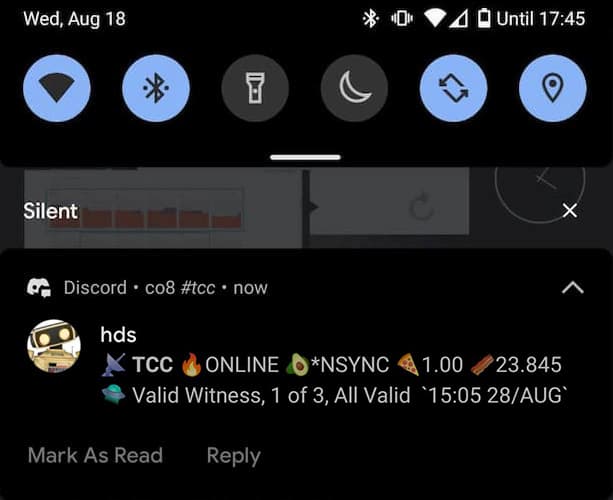 Wed, Aug 18
Until 17:45
Silent
Discord • co8 #tcc • now
hds
📡 TCC 🔥ONLINE 🥑*NSYNC 🍕1.00 🥓23.845
🛸 Valid Witness, 1 of 3, All Valid `15:05 28/AUG`
Mark As Read Reply